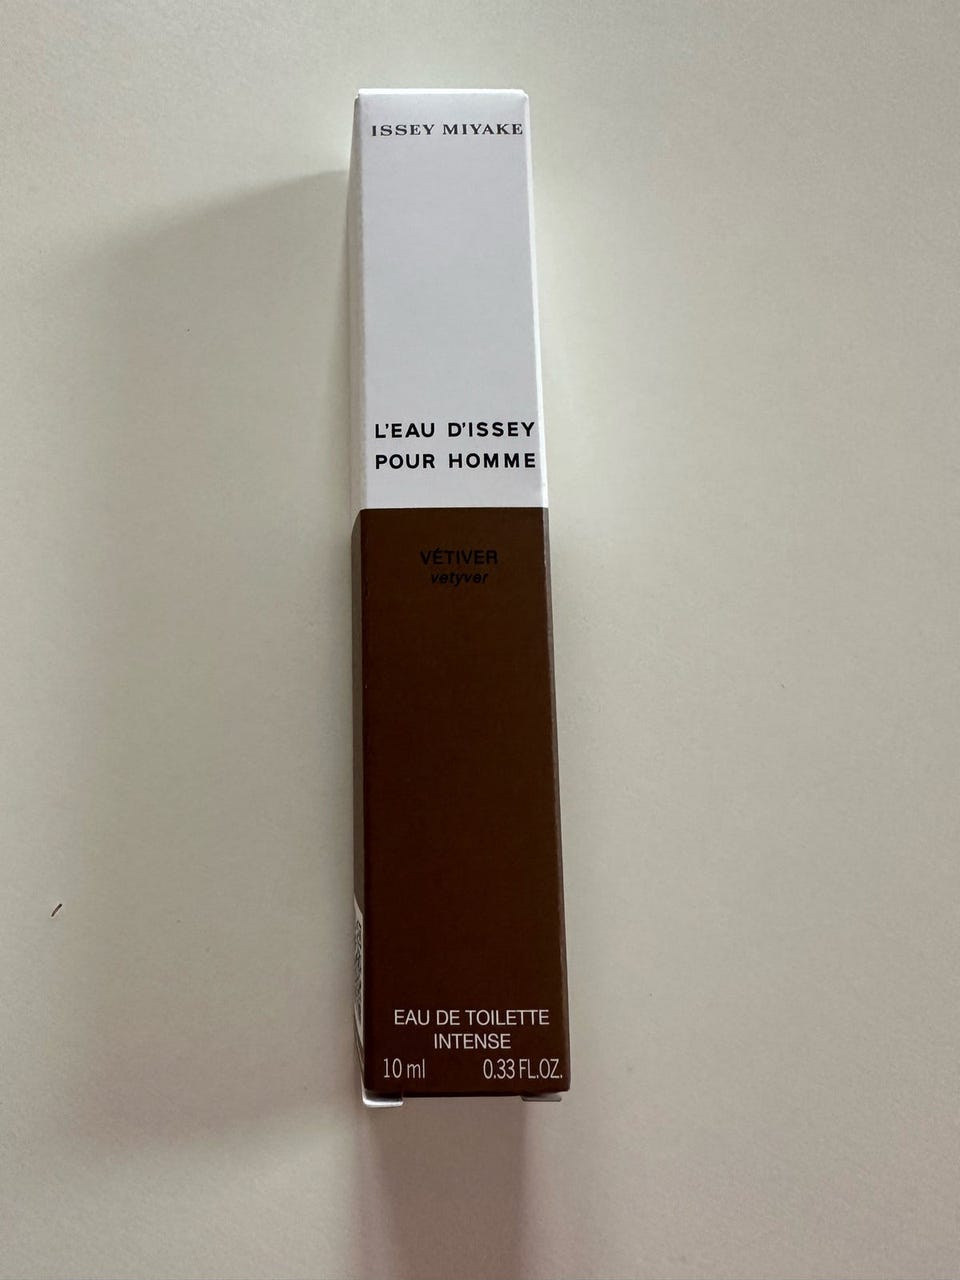 ISSEY MIYAKE
L'EAU D'ISSEY
POUR HOMME
VÉTIVER
vetyver
EAU DE TOILETTE
INTENSE
10 ml 0.33 FL.OZ.